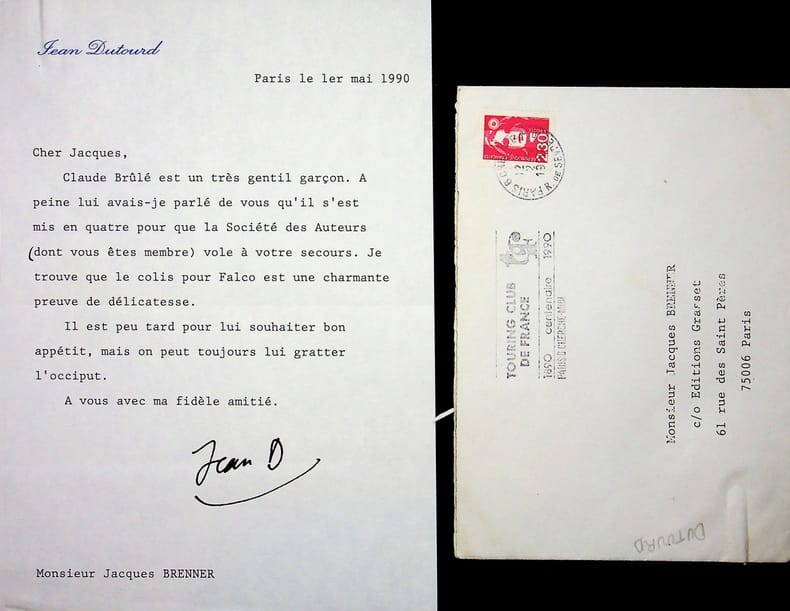 Jean Dutourd
Paris le 1er mai 1990
Cher Jacques,
Claude Brûlé est un très gentil garçon. A
peine lui avais-je parlé de vous qu'il s'est
mis en quatre pour que la Société des Auteurs
(dont vous êtes membre) vole à votre secours. Je
trouve que le colis pour Falco est une charmante
preuve de délicatesse.
Il est peu tard pour lui souhaiter bon
appétit, mais on peut toujours lui gratter
l'occiput.
A vous avec ma fidèle amitié.
Jean D
Monsieur Jacques BRENNER
2,30
TOURING CLUB
DE FRANCE
1890 centenaire 1990
PARIS 6 CHERCHE-MIDI
Monsieur Jacques BRENNER
c/o Editions Grasset
61 rue des Saint Pères
75006 Paris
DUTOURD